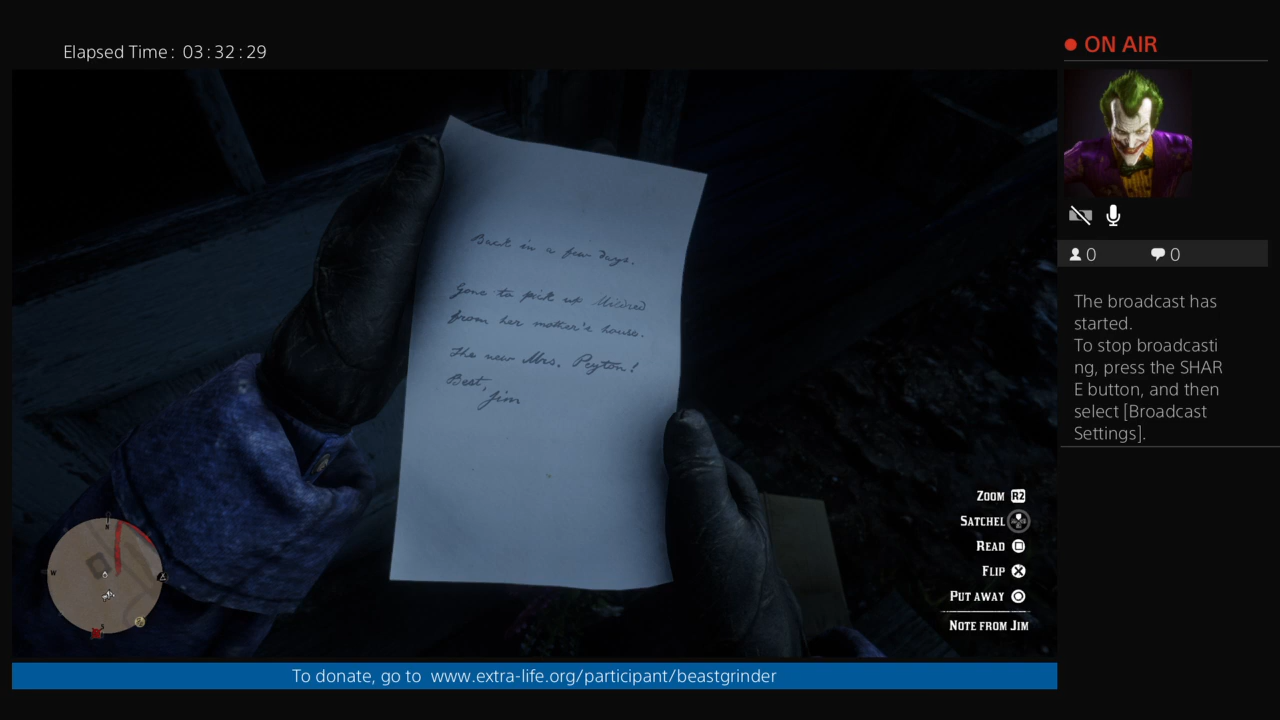 Elapsed Time: 03:32:29
ON AIR
Back in a few days.
Gone to pick up Mildred
from her mother's house.
The new Mrs. Peyton!
Best,
Jim
0
0
The broadcast has
started.
To stop broadcasti
ng, press the SHAR
E button, and then
select [Broadcast
Settings].
ZOOM R2
SATCHEL
READ
FLIP
PUT AWAY
NOTE FROM JIM
N
W
S
To donate, go to www.extra-life.org/participant/beastgrinder